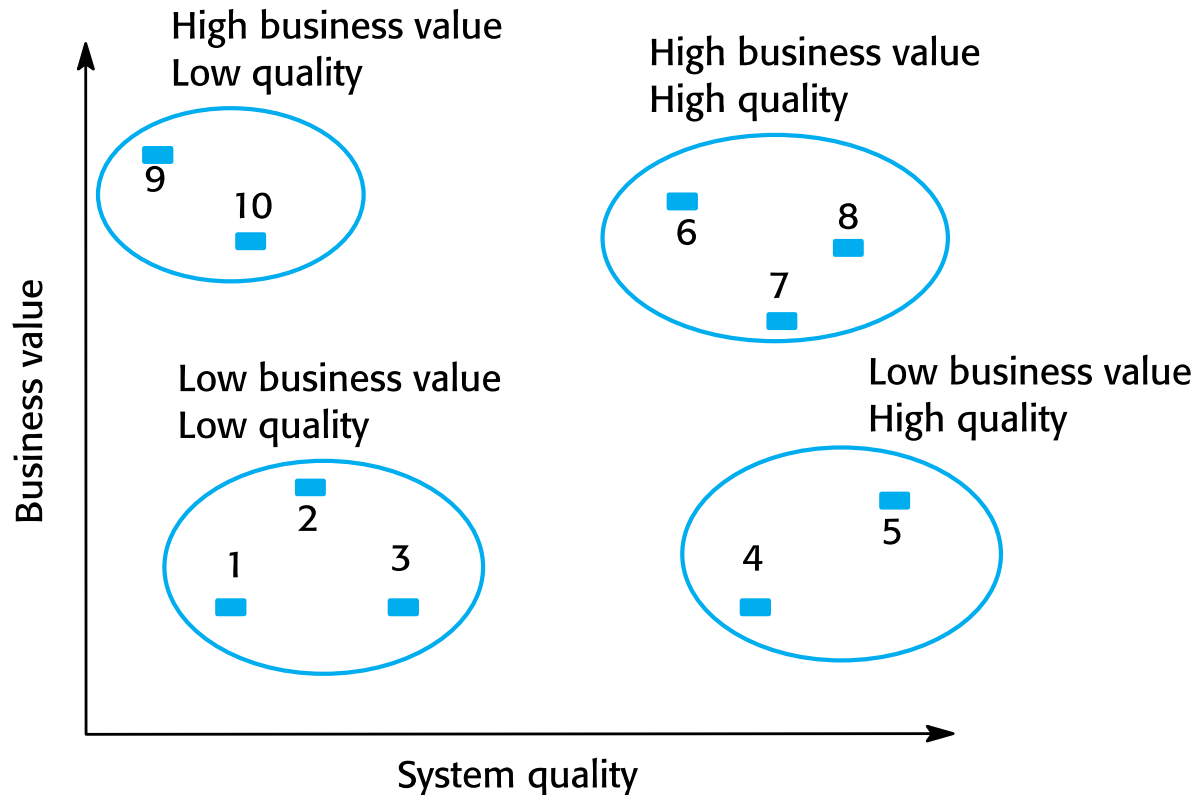 High business value
Low quality
High business value
High quality
9
10
6
8
7
Business value
Low business value
Low quality
Low business value
High quality
2
1
3
5
4
System quality